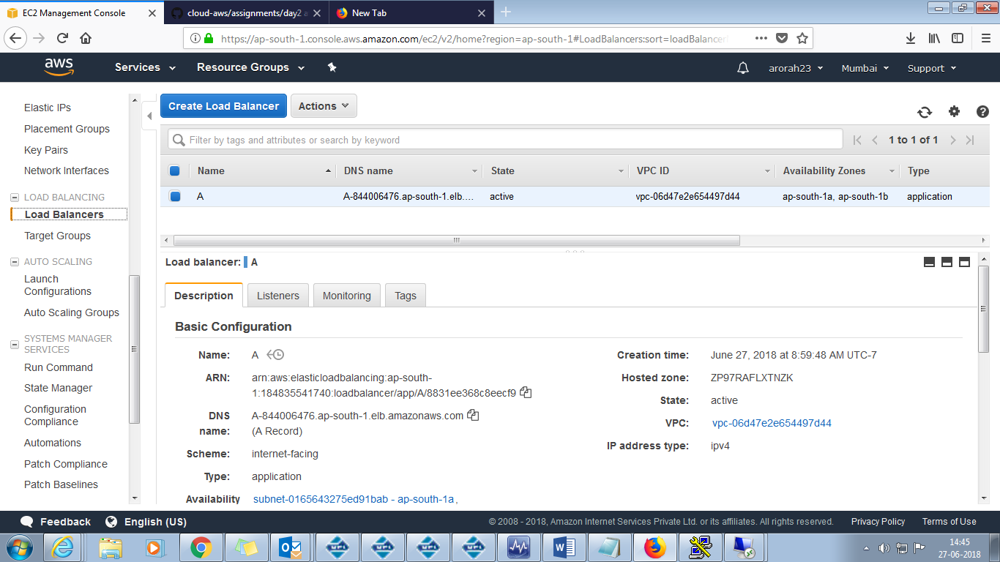 EC2 Management Console
cloud-aws/assignments/day2 a
New Tab
https://ap-south-1.console.aws.amazon.com/ec2/v2/home?region=ap-south-1#LoadBalancers:sort=loadBalancer
aws Services Resource Groups arorah23 Mumbai Support
Elastic IPs
Placement Groups
Key Pairs
Network Interfaces
LOAD BALANCING
Load Balancers
Target Groups
AUTO SCALING
Launch
Configurations
Auto Scaling Groups
SYSTEMS MANAGER
SERVICES
Run Command
State Manager
Configuration
Compliance
Automations
Patch Compliance
Patch Baselines
Create Load Balancer Actions
Filter by tags and attributes or search by keyword 1 to 1 of 1
Name DNS name State VPC ID Availability Zones Type
A A-844006476.ap-south-1.elb.... active vpc-06d47e2e654497d44 ap-south-1a, ap-south-1b application
Load balancer: A
Description Listeners Monitoring Tags
Basic Configuration
Name: A
ARN: arn:aws:elasticloadbalancing:ap-south-
1:184835541740:loadbalancer/app/A/8831ee368c8eecf9
DNS A-844006476.ap-south-1.elb.amazonaws.com
name: (A Record)
Scheme: internet-facing
Type: application
Availability subnet-0165643275ed91bab - ap-south-1a,
Creation time: June 27, 2018 at 8:59:48 AM UTC-7
Hosted zone: ZP97RAFLXTNZK
State: active
VPC: vpc-06d47e2e654497d44
IP address type: ipv4
Feedback English (US) © 2008 - 2018, Amazon Internet Services Private Ltd. or its affiliates. All rights reserved. Privacy Policy Terms of Use
UPL UPL UPL UPL
14:45
27-06-2018